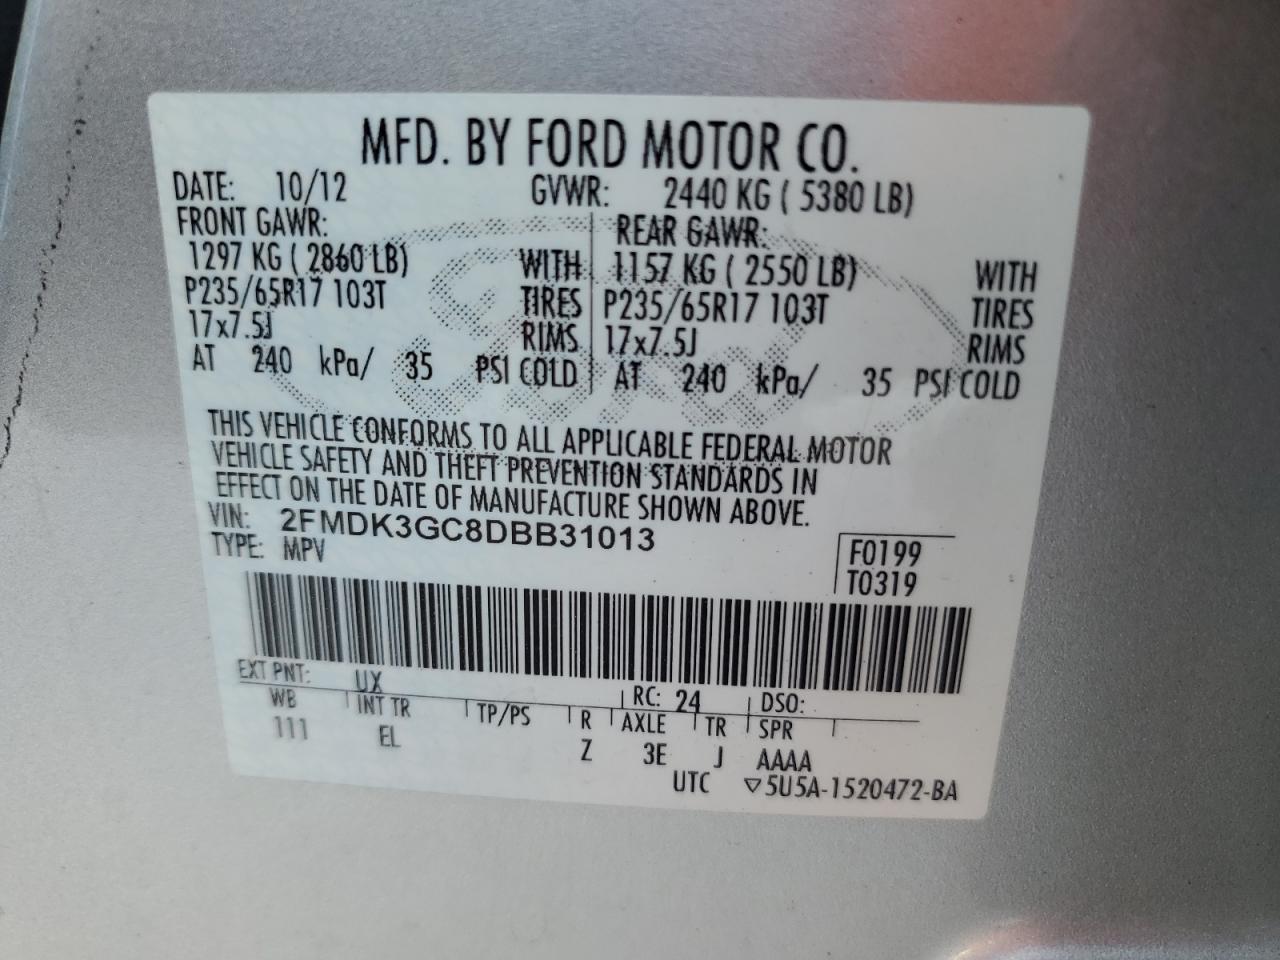 MFD. BY FORD MOTOR CO.
DATE: 10/12 GVWR: 2440 KG ( 5380 LB)
FRONT GAWR: REAR GAWR:
1297 KG ( 2860 LB) WITH 1157 KG ( 2550 LB) WITH
P235/65R17 103T TIRES P235/65R17 103T TIRES
17x7.5J RIMS 17x7.5J RIMS
AT 240 kPa/ 35 PSI COLD AT 240 kPa/ 35 PSI COLD
THIS VEHICLE CONFORMS TO ALL APPLICABLE FEDERAL MOTOR
VEHICLE SAFETY AND THEFT PREVENTION STANDARDS IN
EFFECT ON THE DATE OF MANUFACTURE SHOWN ABOVE.
VIN: 2FMDK3GC8DBB31013
TYPE: MPV
F0199
T0319
EXT PNT: UX RC: 24 DSO:
WB INT TR TP/PS R AXLE TR SPR
111 EL Z 3E J AAAA
UTC ▽5U5A-1520472-BA